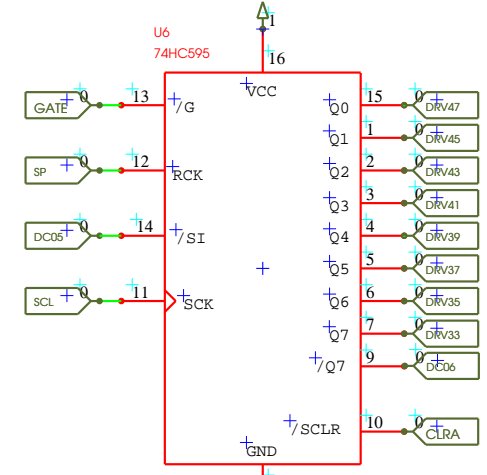 1
U6
74HC595
16
VCC
GATE 0 13 /G Q0 15 0 DRV47
Q1 1 0 DRV45
SP 0 12 RCK Q2 2 0 DRV43
Q3 3 0 DRV41
DC05 0 14 /SI Q4 4 0 DRV39
Q5 5 0 DRV37
SCL 0 11 SCK Q6 6 0 DRV35
Q7 7 0 DRV33
/Q7 9 0 DC06
/SCLR 10 0 CLRA
GND